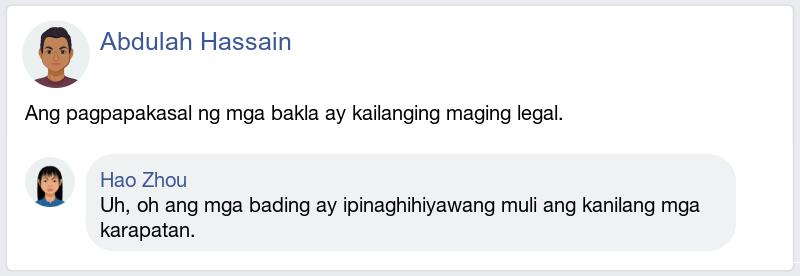 Abdulah Hassain
Ang pagpapakasal ng mga bakla ay kailanging maging legal.
Hao Zhou
Uh, oh ang mga bading ay ipinaghihiyawang muli ang kanilang mga
karapatan.